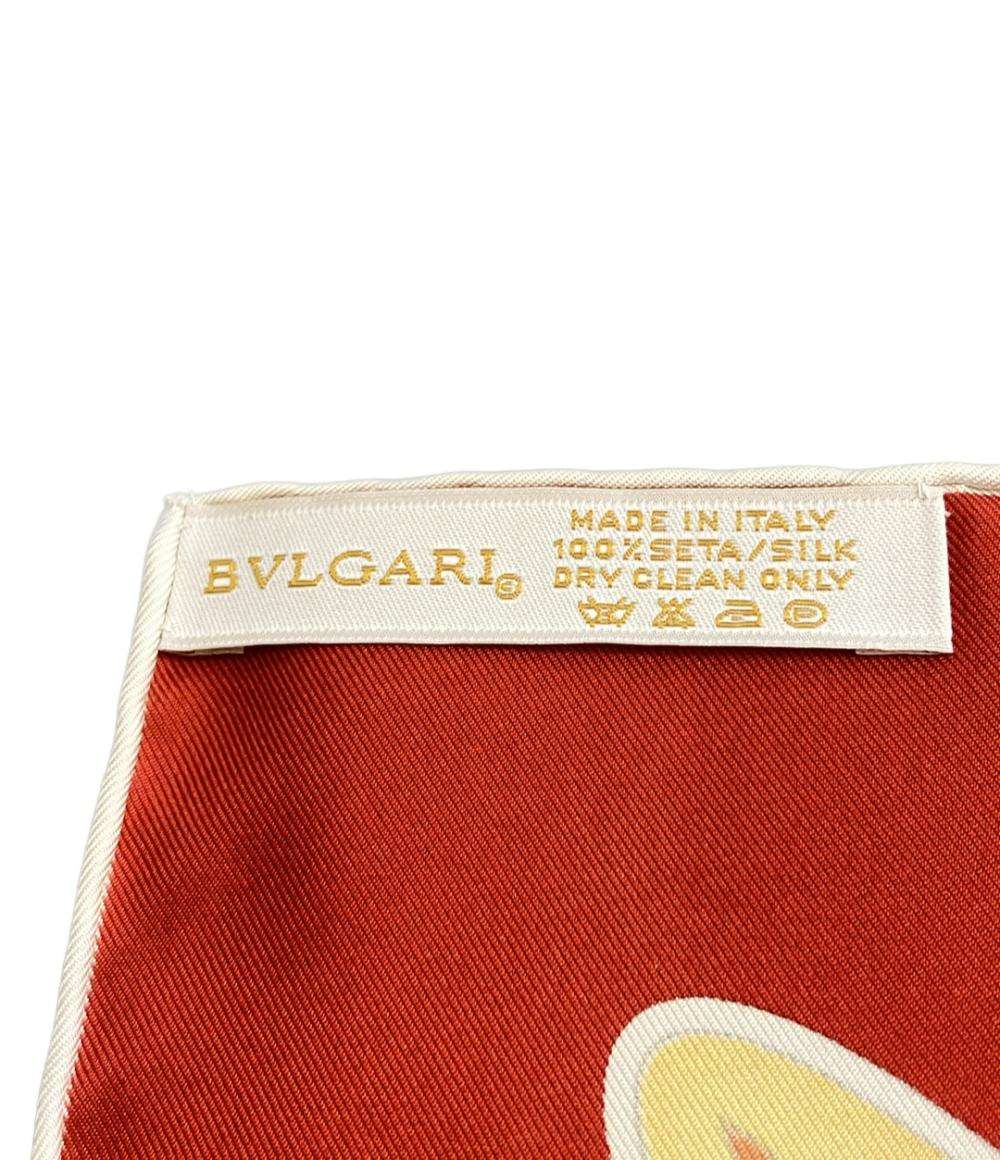 BVLGARI©
MADE IN ITALY
100%SETA/SILK
DRY CLEAN ONLY
P